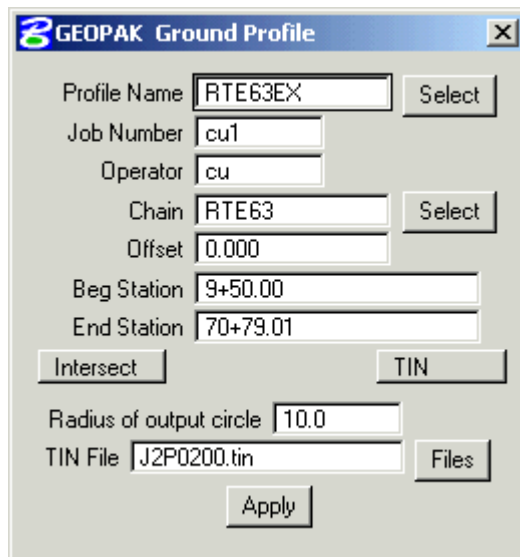 GEOPAK Ground Profile
Profile Name RTE63EX Select
Job Number cu1
Operator cu
Chain RTE63 Select
Offset 0.000
Beg Station 9+50.00
End Station 70+79.01
Intersect TIN
Radius of output circle 10.0
TIN File J2P0200.tin Files
Apply